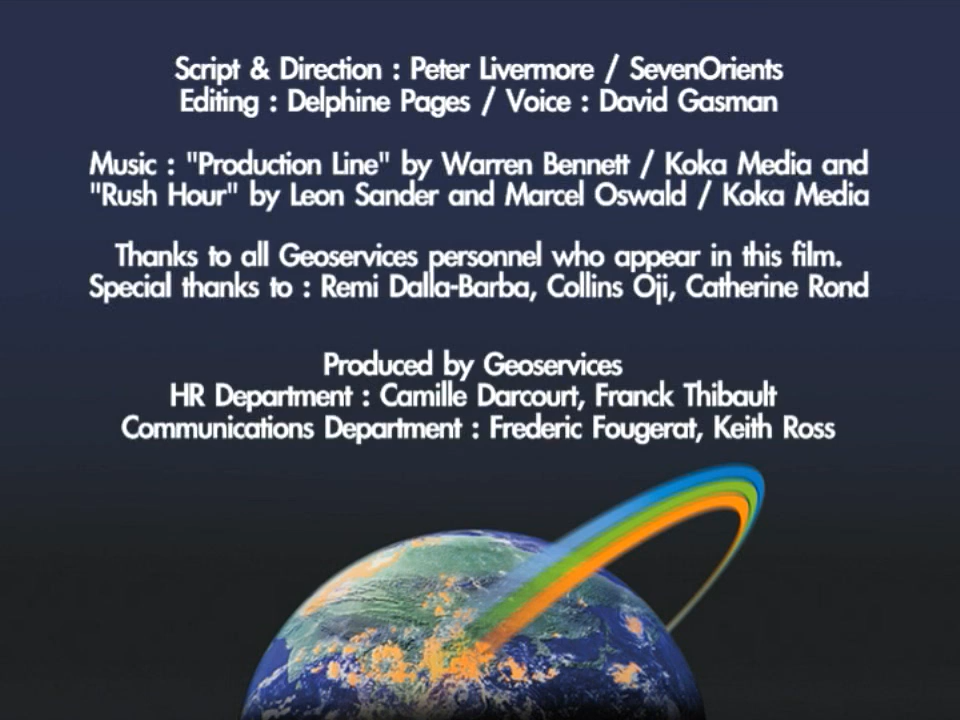 Script & Direction : Peter Livermore / SevenOrients
Editing : Delphine Pages / Voice : David Gasman
Music : "Production Line" by Warren Bennett / Koka Media and
"Rush Hour" by Leon Sander and Marcel Oswald / Koka Media
Thanks to all Geoservices personnel who appear in this film.
Special thanks to : Remi Dalla-Barba, Collins Oji, Catherine Rond
Produced by Geoservices
HR Department : Camille Darcourt, Franck Thibault
Communications Department : Frederic Fougerat, Keith Ross